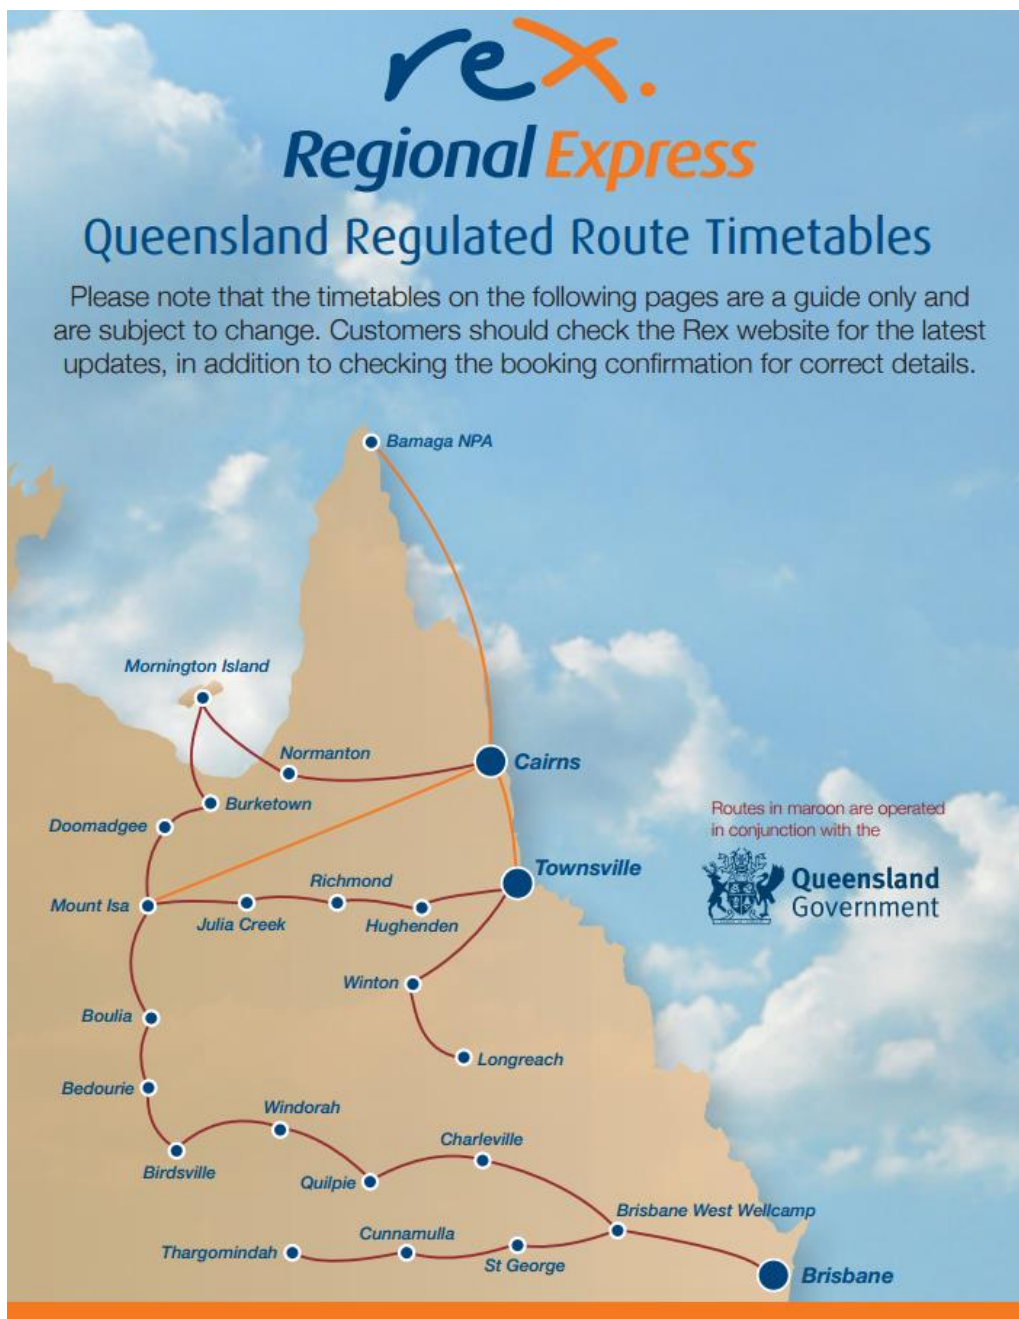 rex.
Regional Express
Queensland Regulated Route Timetables
Please note that the timetables on the following pages are a guide only and
are subject to change. Customers should check the Rex website for the latest
updates, in addition to checking the booking confirmation for correct details.
Bamaga NPA
Mornington Island
Normanton
Cairns
Burketown
Doomadgee
Routes in maroon are operated
in conjunction with the
Queensland
Government
Townsville
Richmond
Mount Isa
Julia Creek
Hughenden
Winton
Boulia
Longreach
Bedourie
Windorah
Charleville
Birdsville
Quilpie
Brisbane West Wellcamp
Cunnamulla
Thargomindah
St George
Brisbane